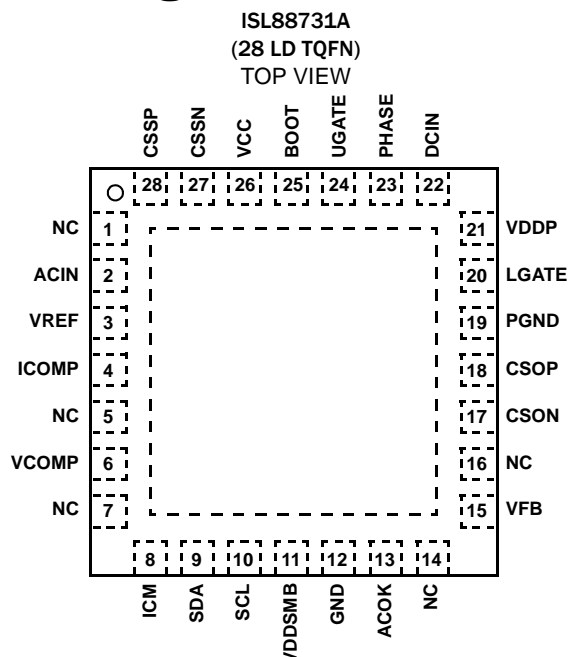 ISL88731A
(28 LD TQFN)
TOP VIEW
CSSP
CSSN
VCC
BOOT
UGATE
PHASE
DCIN
28 27 26 25 24 23 22
NC 1 21 VDDP
ACIN 2 20 LGATE
VREF 3 19 PGND
ICOMP 4 18 CSOP
NC 5 17 CSON
VCOMP 6 16 NC
NC 7 15 VFB
8 9 10 11 12 13 14
ICM
SDA
SCL
VDDSMB
GND
ACOK
NC